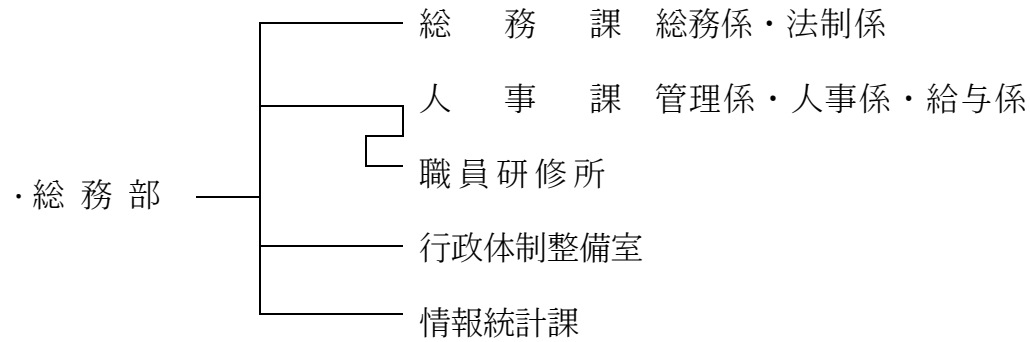 総務課 総務係・法制係
人事課 管理係・人事係・給与係
職員研修所
・総務部
行政体制整備室
情報統計課